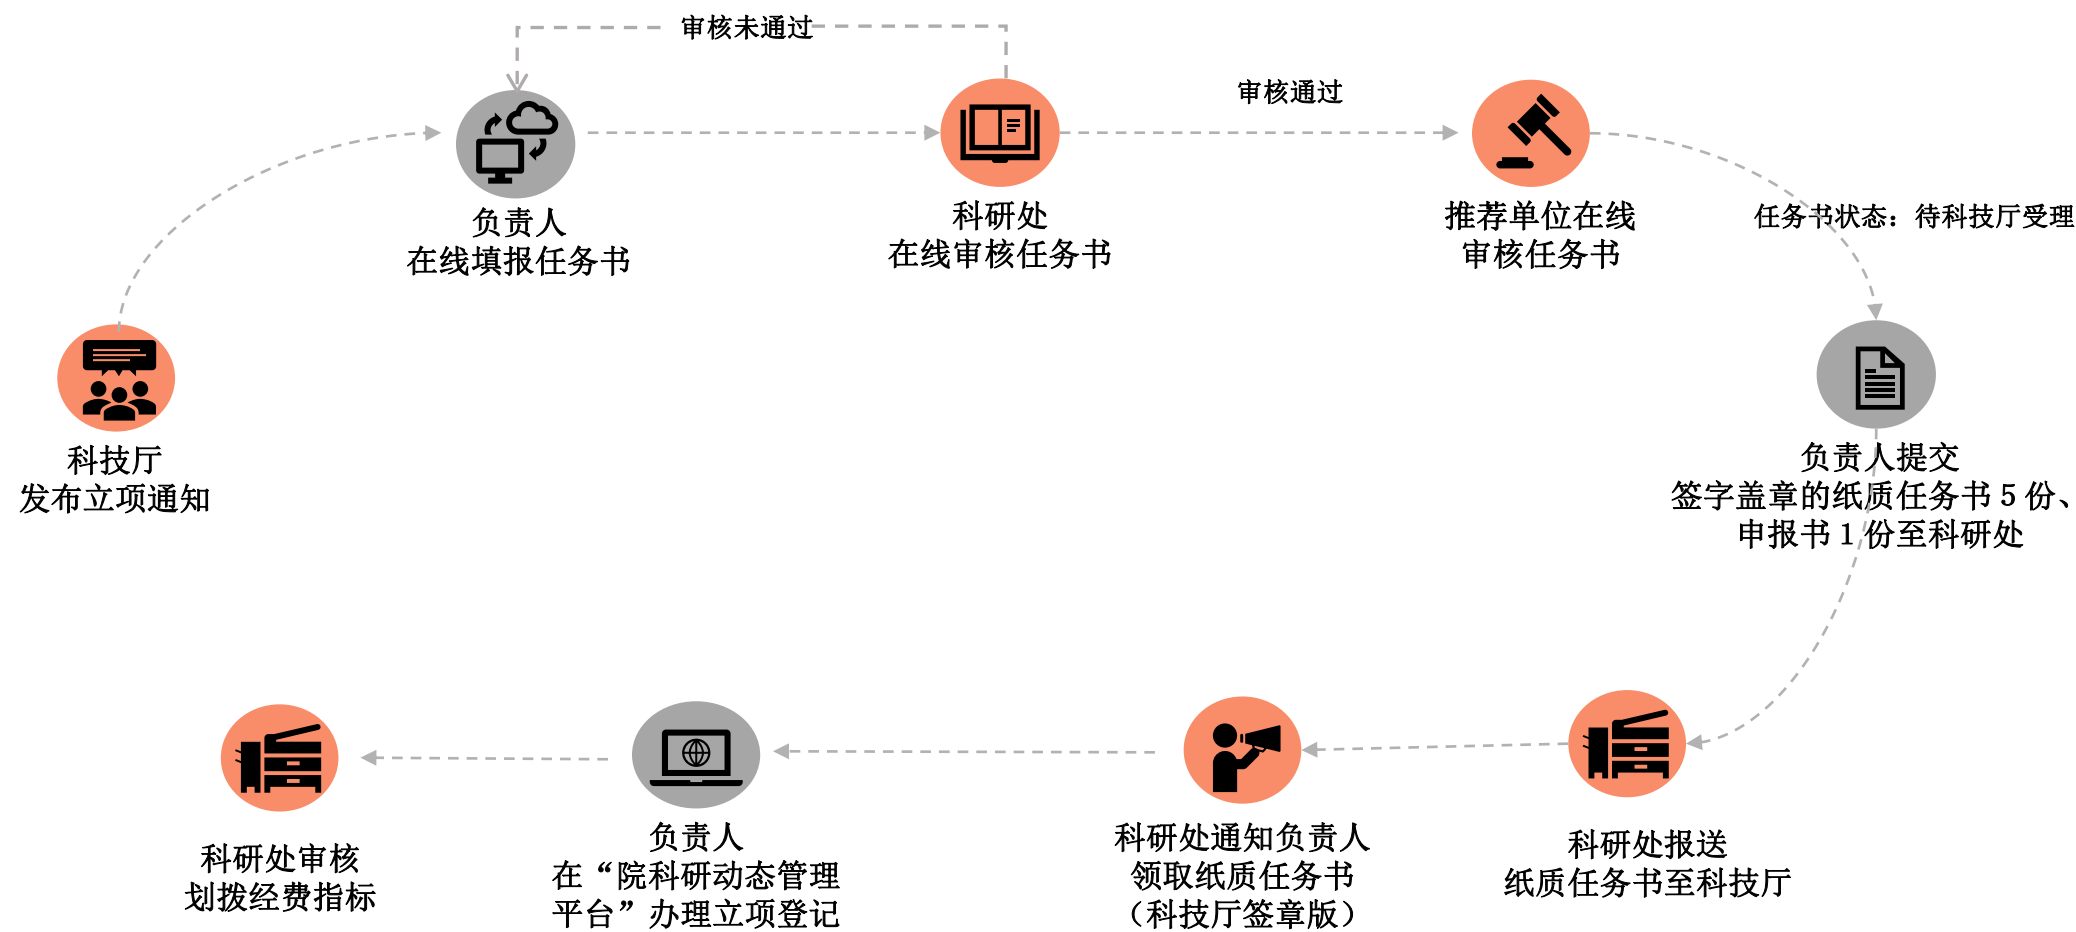 审核未通过
审核通过
负责人
在线填报任务书
科研处
在线审核任务书
推荐单位在线
审核任务书
任务书状态：待科技厅受理
科技厅
发布立项通知
负责人提交
签字盖章的纸质任务书 5 份、
申报书 1 份至科研处
科研处报送
纸质任务书至科技厅
科研处通知负责人
领取纸质任务书
（科技厅签章版）
负责人
在“院科研动态管理
平台”办理立项登记
科研处审核
划拨经费指标